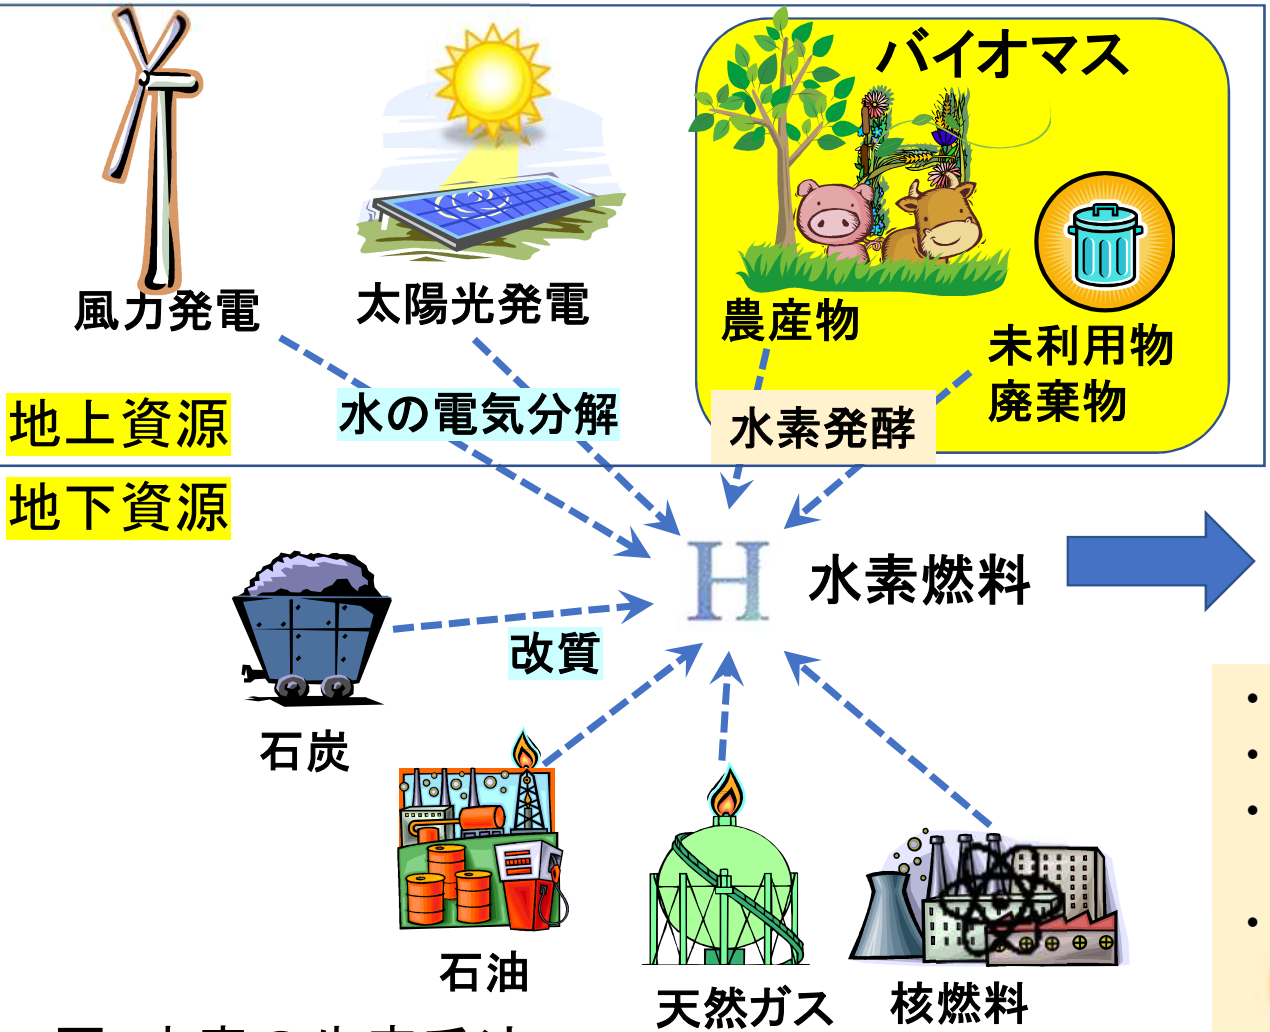 バイオマス
風力発電
太陽光発電
農産物
未利用物
廃棄物
地上資源
水の電気分解
水素発酵
地下資源
H
水素燃料
改質
石炭
石油
天然ガス
核燃料